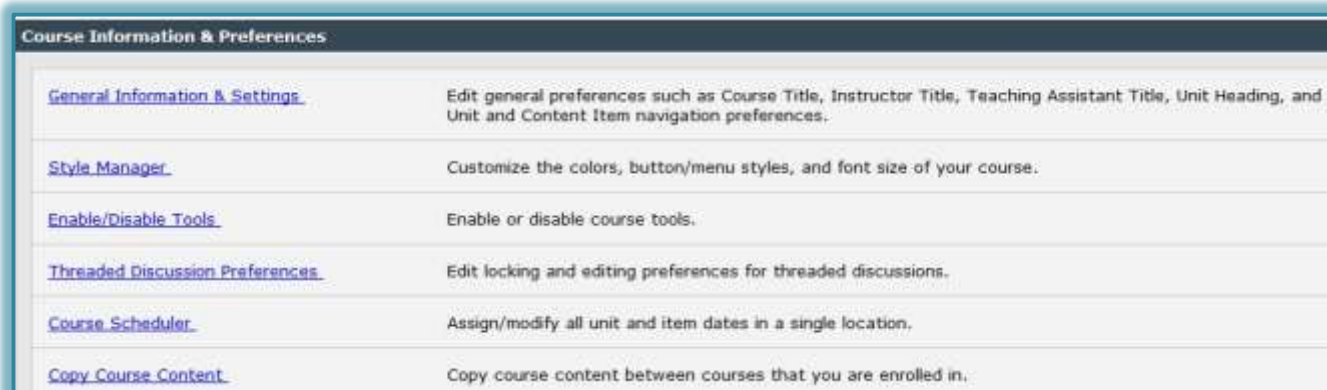 Course Information & Preferences
General Information & Settings
Edit general preferences such as Course Title, Instructor Title, Teaching Assistant Title, Unit Heading, and
Unit and Content Item navigation preferences.
Style Manager
Customize the colors, button/menu styles, and font size of your course.
Enable/Disable Tools
Enable or disable course tools.
Threaded Discussion Preferences
Edit locking and editing preferences for threaded discussions.
Course Scheduler
Assign/modify all unit and item dates in a single location.
Copy Course Content
Copy course content between courses that you are enrolled in.